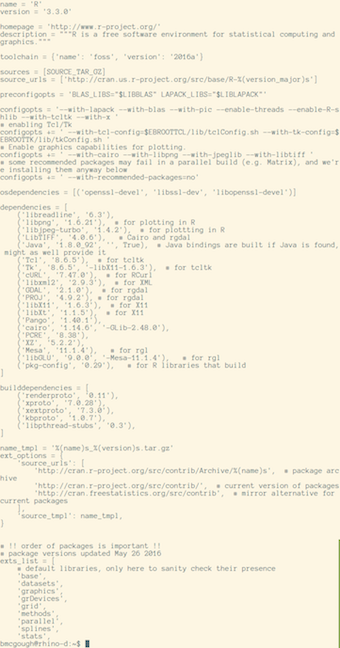 name = 'R'
version = '3.3.0'
homepage = 'http://www.r-project.org/'
description = """R is a free software environment for statistical computing and
graphics."""
toolchain = {'name': 'foss', 'version': '2016a'}
sources = [SOURCE_TAR_GZ]
source_urls = ['http://cran.us.r-project.org/src/base/R-%(version_major)s']
preconfigopts = 'BLAS_LIBS="$LIBBLAS" LAPACK_LIBS="$LIBLAPACK"'
configopts = '--with-lapack --with-blas --with-pic --enable-threads --enable-R-s
hlib --with-tcltk --with-x '
# enabling Tcl/Tk
configopts += ' --with-tcl-config=$EBROOTTCL/lib/tclConfig.sh --with-tk-config=$
EBROOTTK/lib/tkConfig.sh '
# Enable graphics capabilities for plotting.
configopts += ' --with-cairo --with-libpng --with-jpeglib --with-libtiff '
# some recommended packages may fail in a parallel build (e.g. Matrix), and we'r
e installing them anyway below
configopts += ' --with-recommended-packages=no'
osdependencies = [('openssl-devel', 'libssl-dev', 'libopenssl-devel')]
dependencies = [
('libreadline', '6.3'),
('libpng', '1.6.21'), # for plotting in R
('libjpeg-turbo', '1.4.2'), # for plottting in R
('LibTIFF', '4.0.6'), # Cairo and rgdal
('Java', '1.8.0_92', '', True), # Java bindings are built if Java is found,
might as well provide it
('Tcl', '8.6.5'), # for tcltk
('Tk', '8.6.5', '-libX11-1.6.3'), # for tcltk
('cURL', '7.47.0'), # for RCurl
('libxml2', '2.9.3'), # for XML
('GDAL', '2.1.0'), # for rgdal
('PROJ', '4.9.2'), # for rgdal
('libX11', '1.6.3'), # for X11
('libXt', '1.1.5'), # for X11
('Pango', '1.40.1'),
('cairo', '1.14.6', '-GLib-2.48.0'),
('PCRE', '8.38'),
('XZ', '5.2.2'),
('Mesa', '11.1.4'), # for rgl
('libGLU', '9.0.0', '-Mesa-11.1.4'), # for rgl
('pkg-config', '0.29'), # for R libraries that build
]
builddependencies = [
('renderproto', '0.11'),
('xproto', '7.0.28'),
('xextproto', '7.3.0'),
('kbproto', '1.0.7'),
('libpthread-stubs', '0.3'),
]
name_tmpl = '%(name)s_%(version)s.tar.gz'
ext_options = {
'source_urls': [
'http://cran.r-project.org/src/contrib/Archive/%(name)s', # package arc
hive
'http://cran.r-project.org/src/contrib/', # current version of packages
'http://cran.freestatistics.org/src/contrib', # mirror alternative for
current packages
],
'source_tmpl': name_tmpl,
}
# !! order of packages is important !!
# package versions updated May 26 2016
exts_list = [
# default libraries, only here to sanity check their presence
'base',
'datasets',
'graphics',
'grDevices',
'grid',
'methods',
'parallel',
'splines',
'stats',
bmcgough@rhino-d:~$